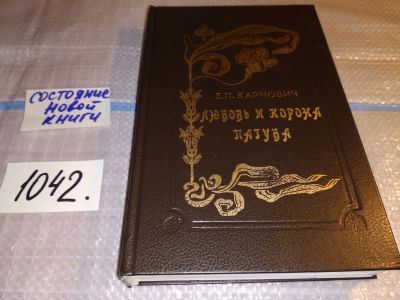 состояние
новой
книги
1042.
Е.П.КАРНОВИЧ
ЛЮБОВЬ И КОРОНА
ПАГУБА